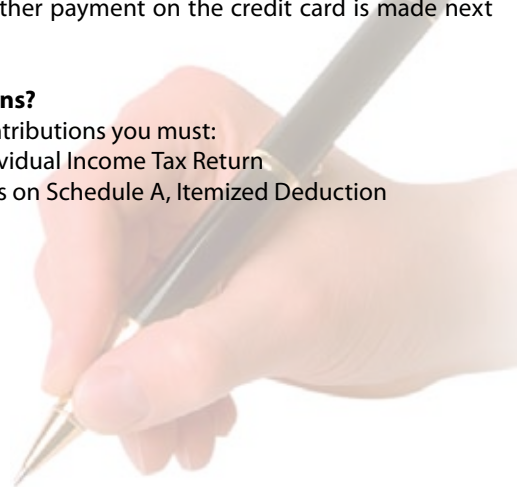 ther payment on the credit card is made next
ns?
ntributions you must:
vidual Income Tax Return
s on Schedule A, Itemized Deduction